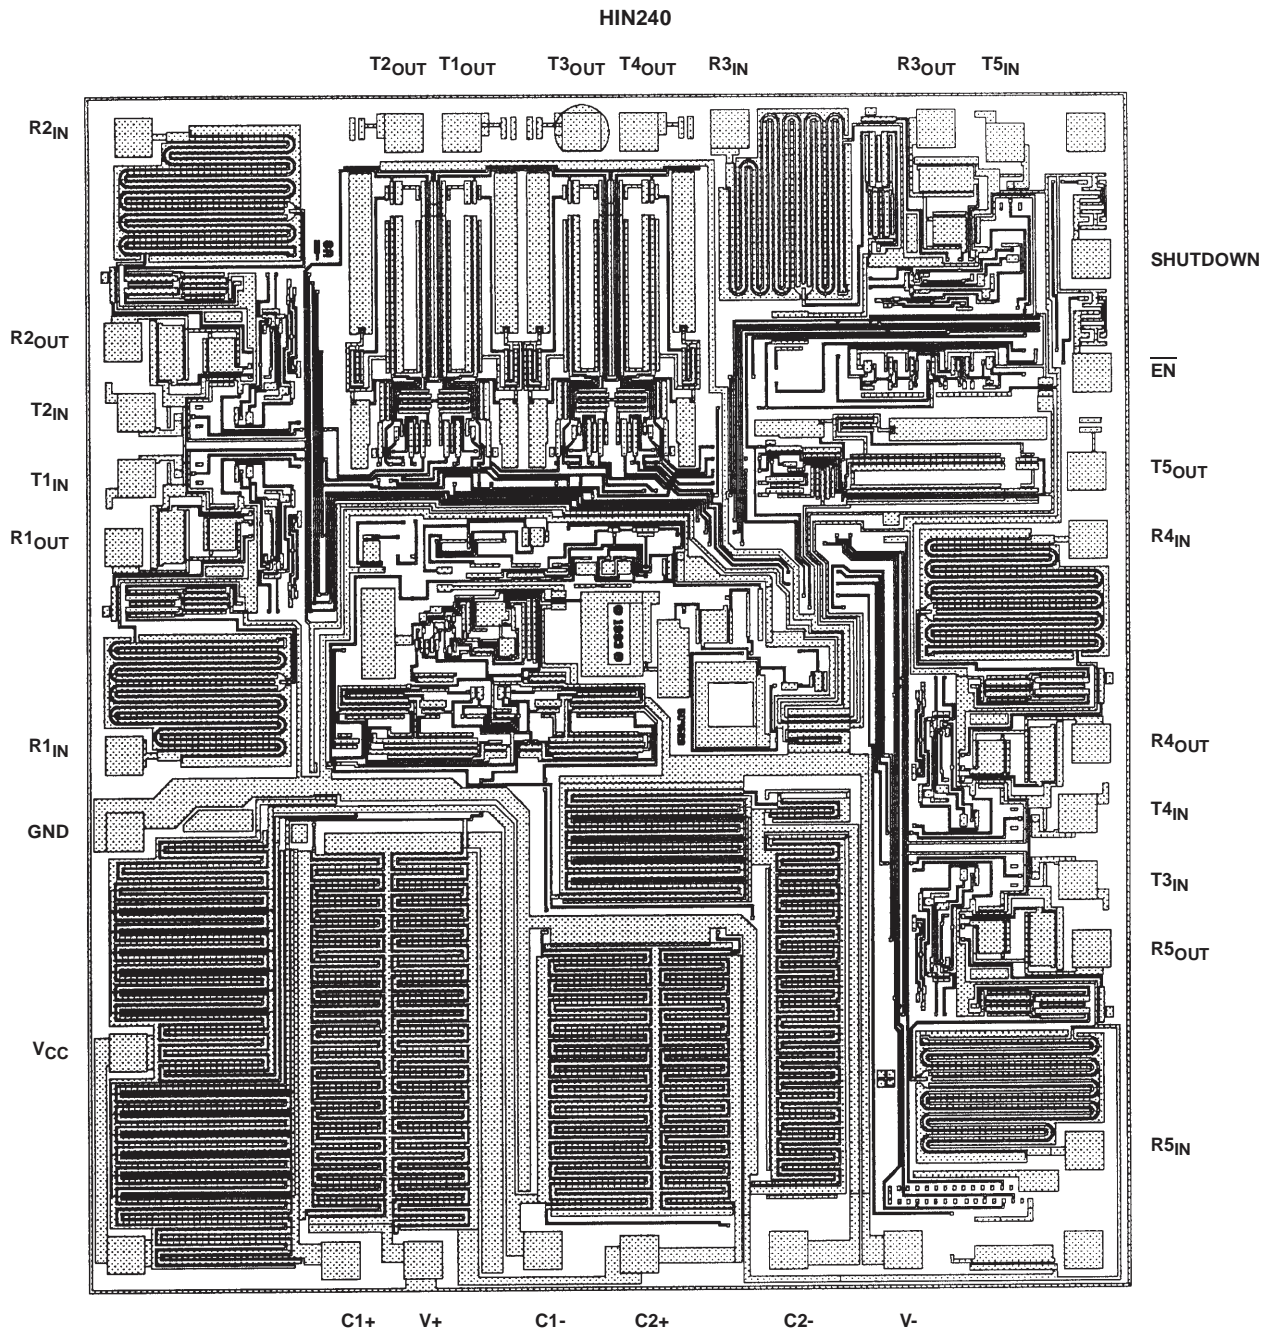 HIN240
T2OUT T1OUT T3OUT T4OUT R3IN R3OUT T5IN
R2IN
SHUTDOWN
R2OUT
EN
T2IN
T1IN
T5OUT
R1OUT
R4IN
© 1983 ©
R1IN
R4OUT
T4IN
GND
T3IN
R5OUT
VCC
R5IN
C1+ V+ C1- C2+ C2- V-